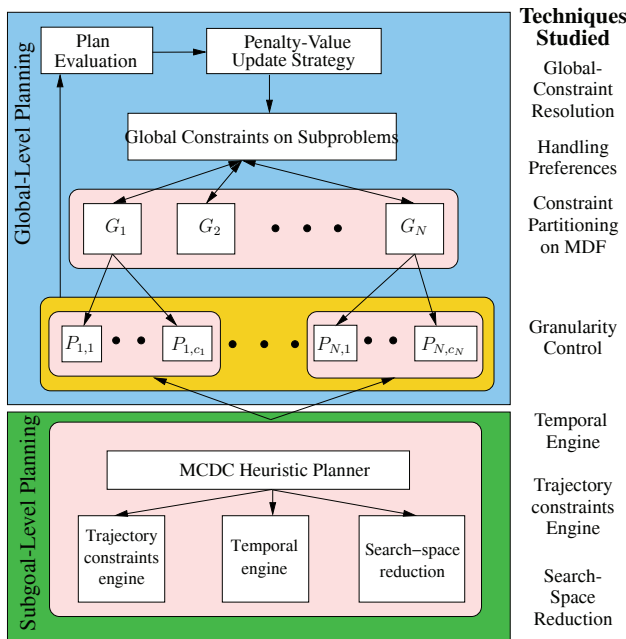 Global-Level Planning
Plan
Evaluation
Penalty-Value
Update Strategy
Global Constraints on Subproblems
G1
G2
• • •
GN
P1,1
• •
P1,c1
• • •
PN,1
• •
PN,cN
Subgoal-Level Planning
MCDC Heuristic Planner
Trajectory
constraints
engine
Temporal
engine
Search-space
reduction
Techniques
Studied
Global-
Constraint
Resolution
Handling
Preferences
Constraint
Partitioning
on MDF
Granularity
Control
Temporal
Engine
Trajectory
constraints
Engine
Search-
Space
Reduction